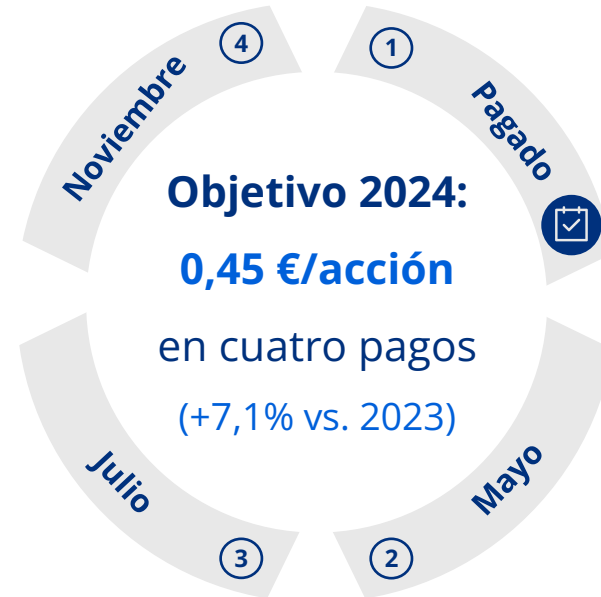 Objetivo 2024:
0,45 €/acción
en cuatro pagos
(+7,1% vs. 2023)
1
Pagado
2
Mayo
3
Julio
4
Noviembre